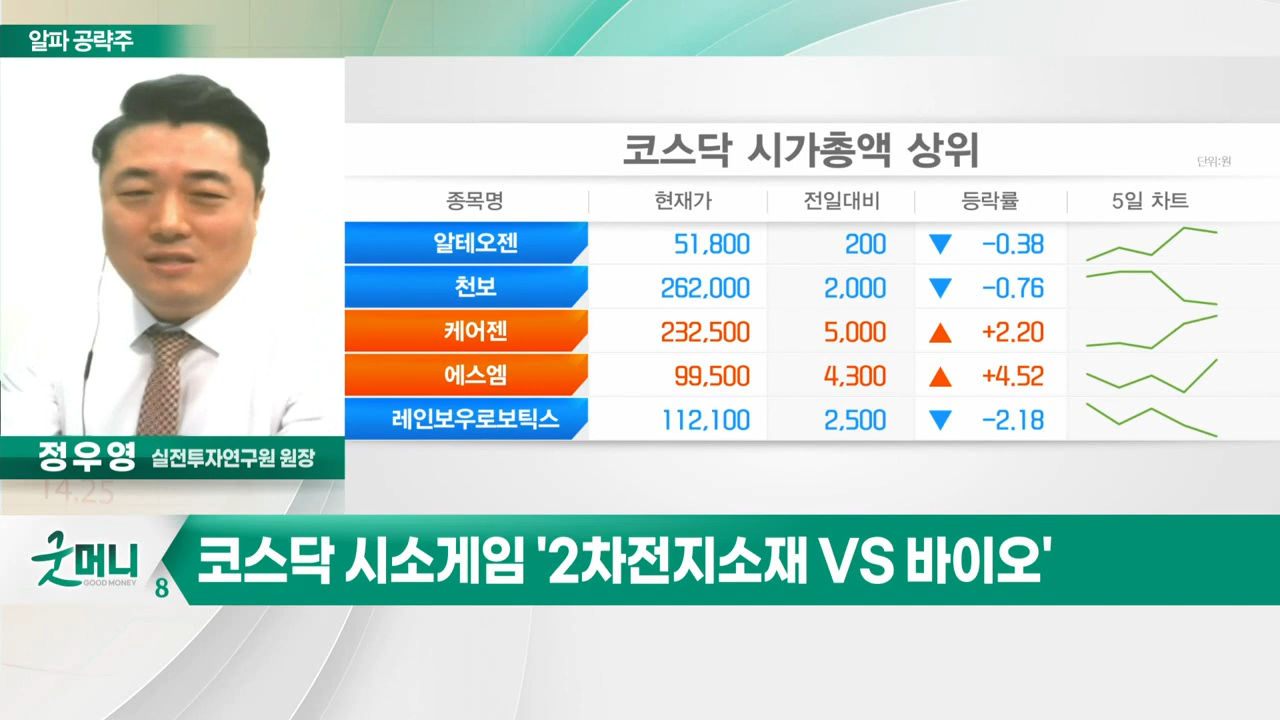 알파 공략주
코스닥 시가총액 상위
단위:원
종목명 현재가 전일대비 등락률 5일 차트
알테오젠 51,800 200 ▼ -0.38
천보 262,000 2,000 ▼ -0.76
케어젠 232,500 5,000 ▲ +2.20
에스엠 99,500 4,300 ▲ +4.52
레인보우로보틱스 112,100 2,500 ▼ -2.18
정우영 실전투자연구원 원장
14.25
굿머니
GOOD MONEY
8
코스닥 시소게임 '2차전지소재 VS 바이오'